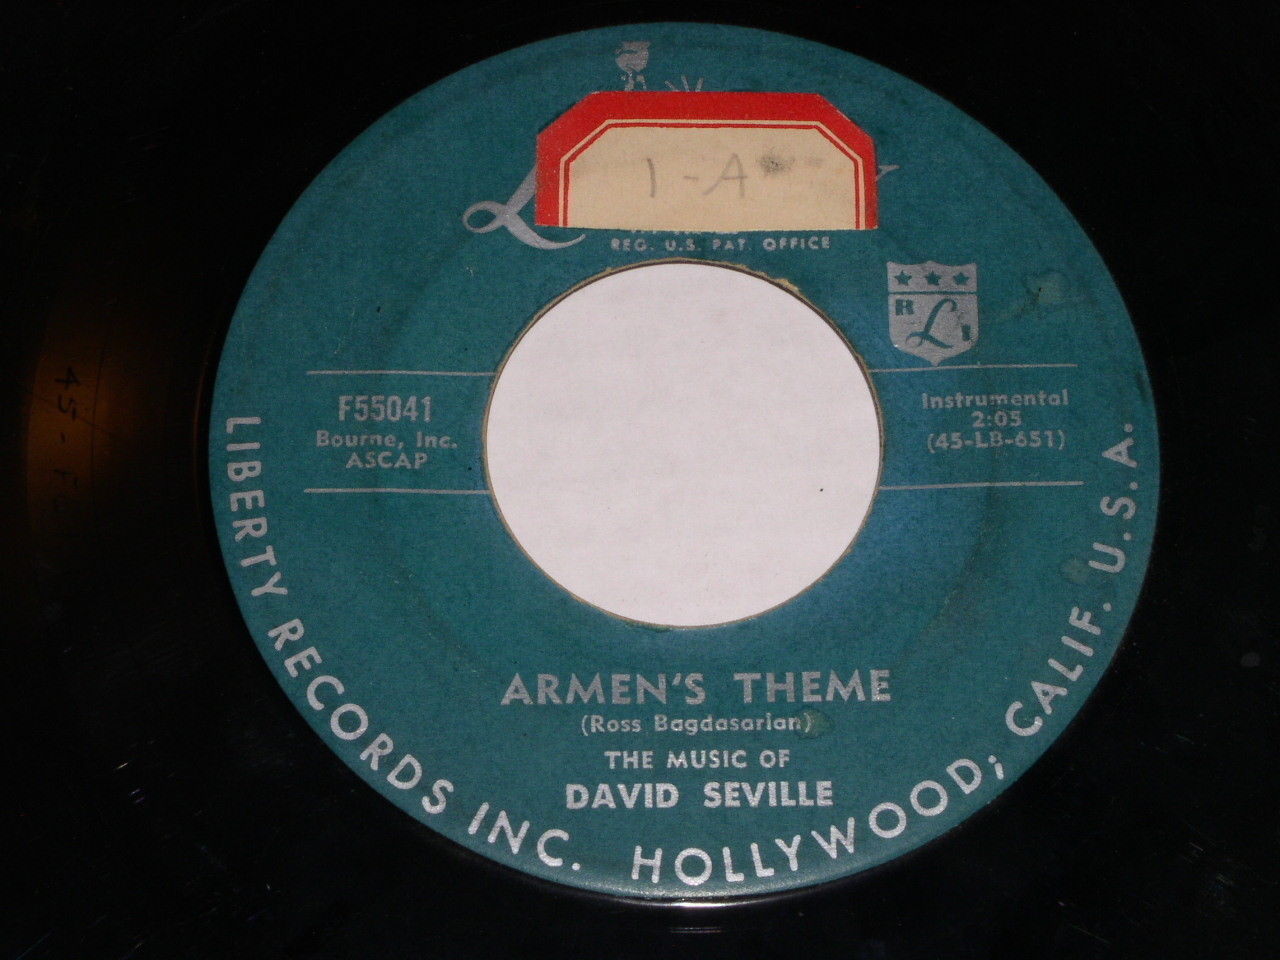 1-A
REG. U.S. PAT. OFFICE
R L I
F55041
Bourne, Inc.
ASCAP
Instrumental
2:05
(45-LB-651)
ARMEN'S THEME
(Ross Bagdasarian)
THE MUSIC OF
DAVID SEVILLE
LIBERTY RECORDS INC. HOLLYWOOD; CALIF. U.S.A.